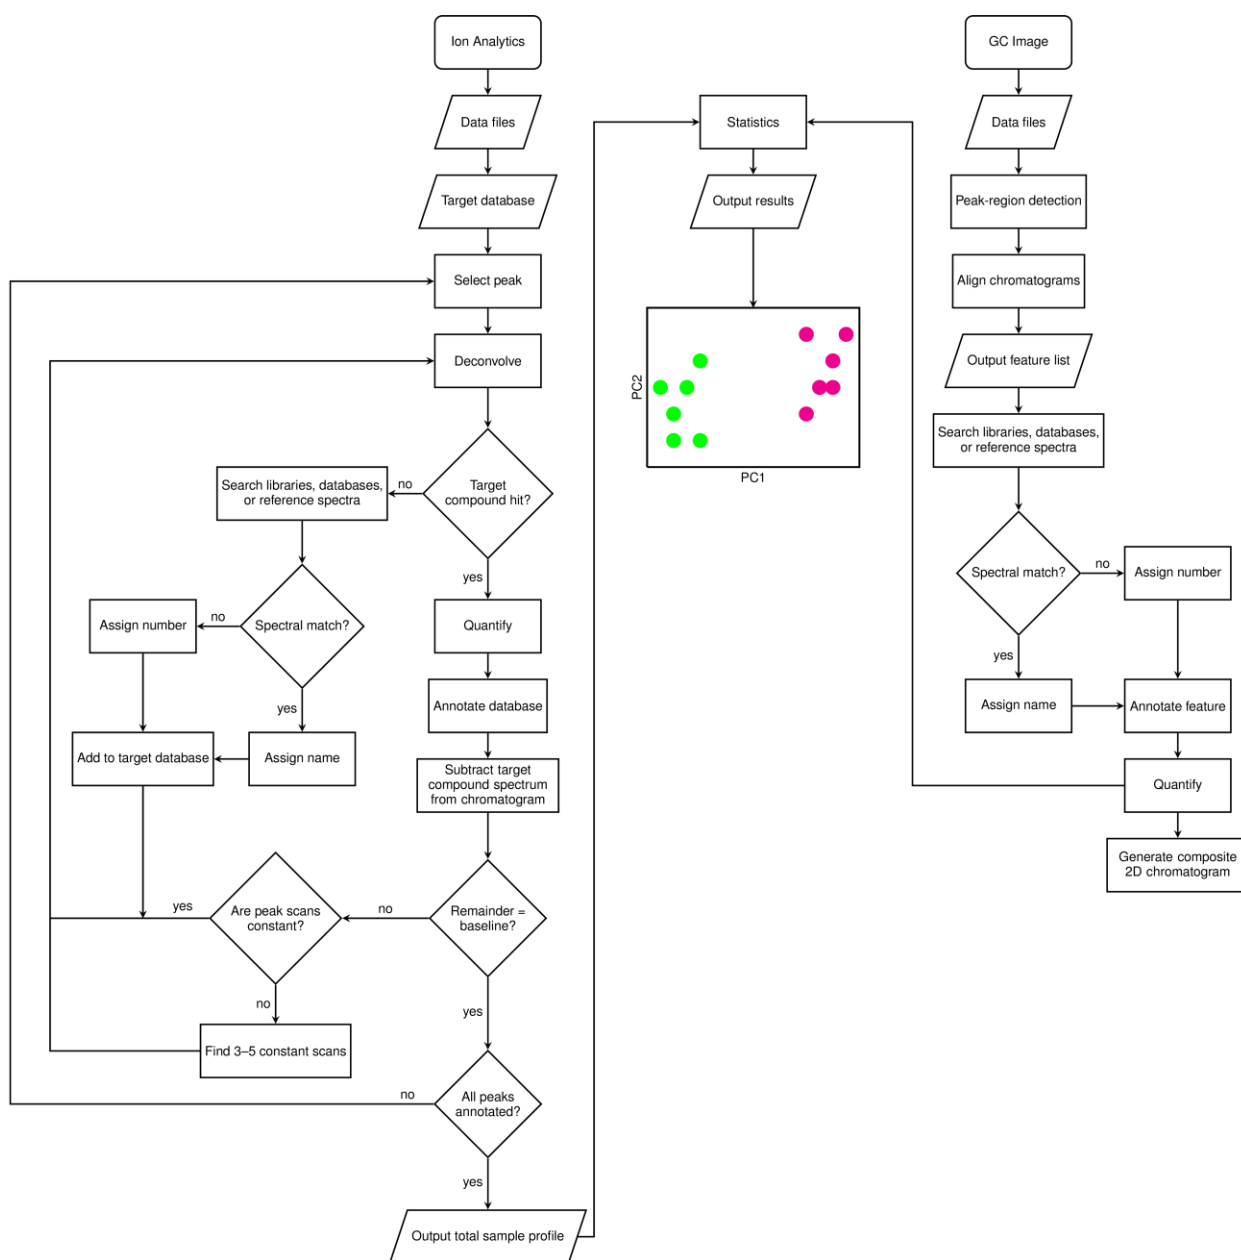 Ion Analytics
Data files
Target database
Select peak
Deconvolve
Target
compound hit?
no
Search libraries, databases,
or reference spectra
Spectral match?
no
Assign number
yes
Assign name
Add to target database
yes
Quantify
Annotate database
Subtract target
compound spectrum
from chromatogram
Remainder =
baseline?
no
Are peak scans
constant?
yes
no
Find 3–5 constant scans
yes
All peaks
annotated?
no
yes
Output total sample profile
Statistics
Output results
PC2
PC1
GC Image
Data files
Peak-region detection
Align chromatograms
Output feature list
Search libraries, databases,
or reference spectra
Spectral match?
no
Assign number
yes
Assign name
Annotate feature
Quantify
Generate composite
2D chromatogram